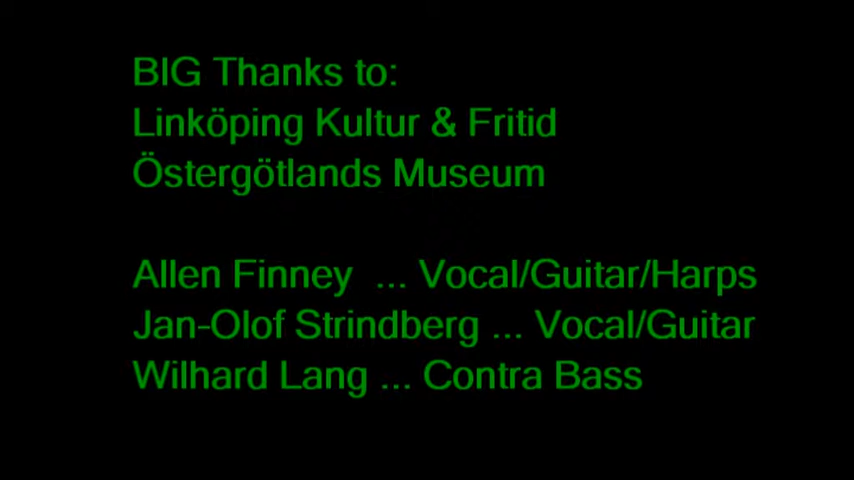 BIG Thanks to:
Linköping Kultur & Fritid
Östergötlands Museum
Allen Finney ... Vocal/Guitar/Harps
Jan-Olof Strindberg ... Vocal/Guitar
Wilhard Lang ... Contra Bass